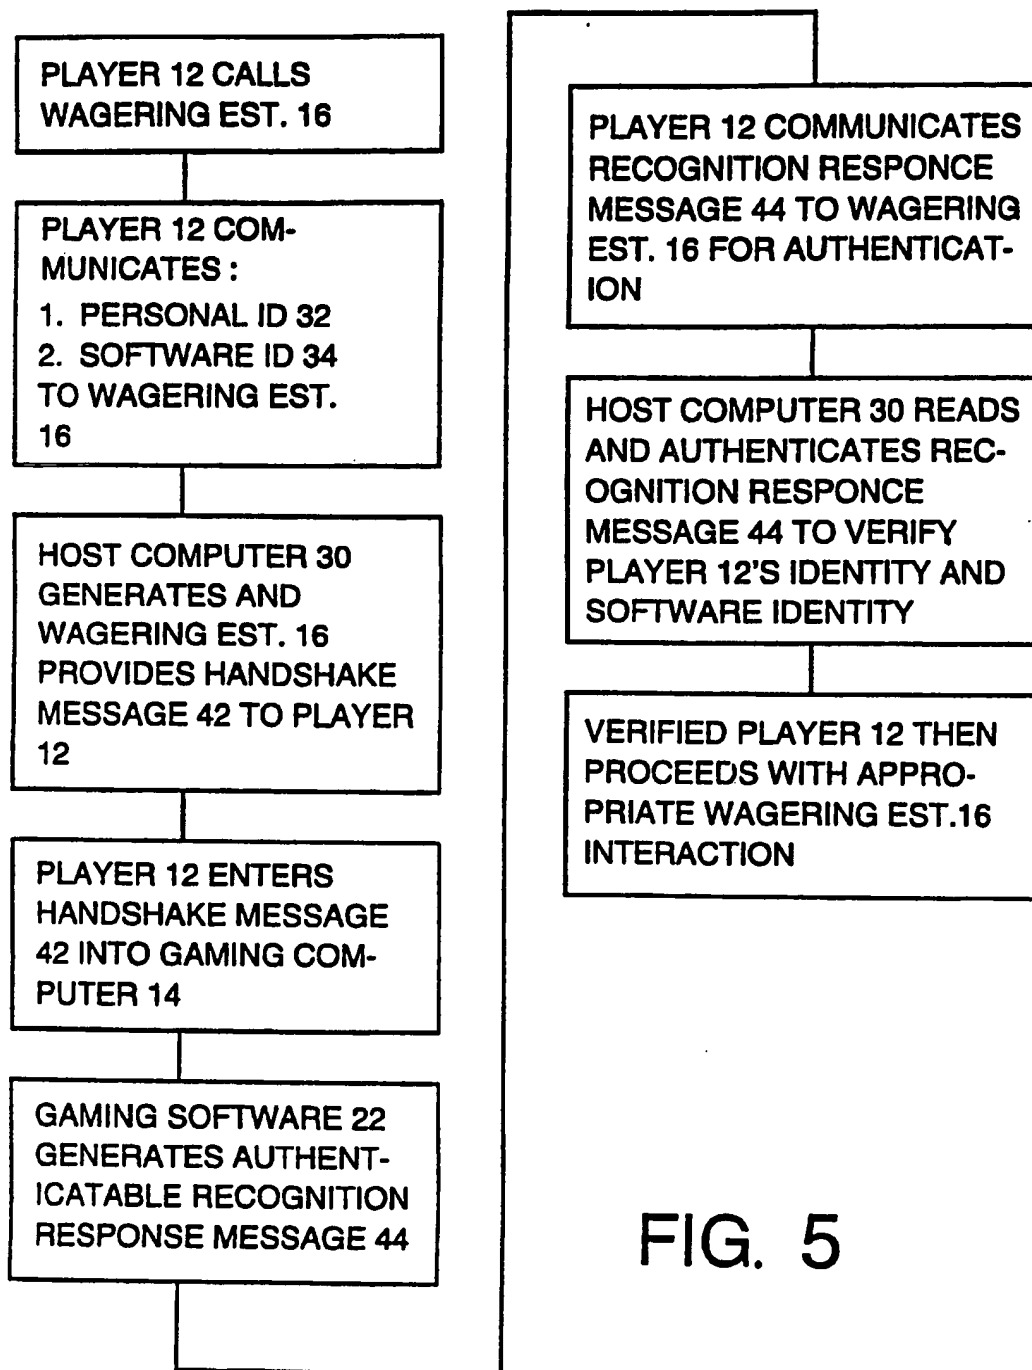 PLAYER 12 CALLS
WAGERING EST. 16
PLAYER 12 COM-
MUNICATES :
1. PERSONAL ID 32
2. SOFTWARE ID 34
TO WAGERING EST.
16
HOST COMPUTER 30
GENERATES AND
WAGERING EST. 16
PROVIDES HANDSHAKE
MESSAGE 42 TO PLAYER
12
PLAYER 12 ENTERS
HANDSHAKE MESSAGE
42 INTO GAMING COM-
PUTER 14
GAMING SOFTWARE 22
GENERATES AUTHENT-
ICATABLE RECOGNITION
RESPONSE MESSAGE 44
PLAYER 12 COMMUNICATES
RECOGNITION RESPONCE
MESSAGE 44 TO WAGERING
EST. 16 FOR AUTHENTICAT-
ION
HOST COMPUTER 30 READS
AND AUTHENTICATES REC-
OGNITION RESPONCE
MESSAGE 44 TO VERIFY
PLAYER 12'S IDENTITY AND
SOFTWARE IDENTITY
VERIFIED PLAYER 12 THEN
PROCEEDS WITH APPRO-
PRIATE WAGERING EST.16
INTERACTION
FIG. 5